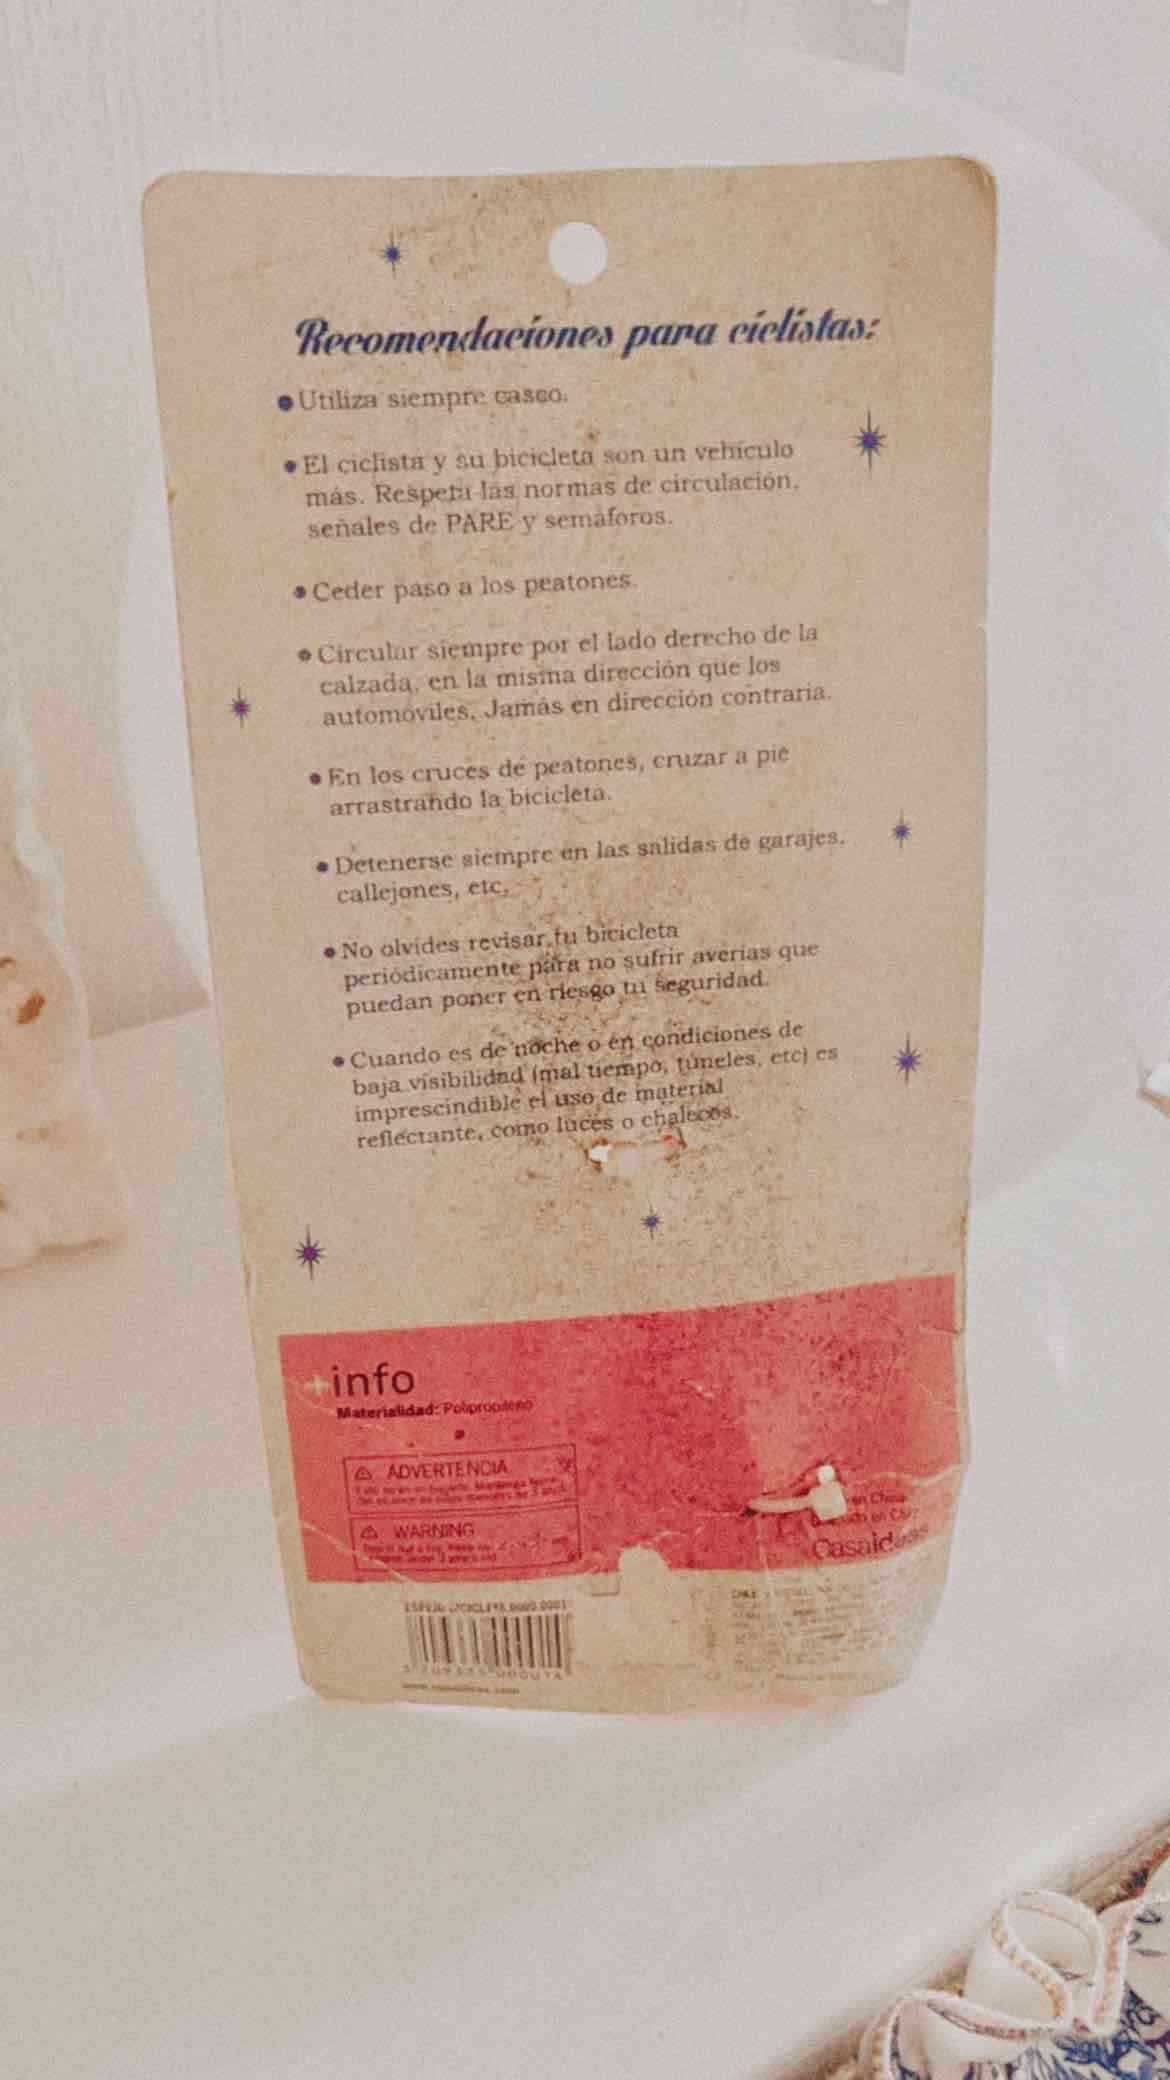 Recomendaciones para ciclistas:
● Utiliza siempre casco.
● El ciclista y su bicicleta son un vehículo
más. Respeta las normas de circulación,
señales de PARE y semáforos.
● Ceder paso a los peatones.
● Circular siempre por el lado derecho de la
calzada, en la misma dirección que los
automóviles. Jamás en dirección contraria.
● En los cruces de peatones, cruzar a pie
arrastrando la bicicleta.
● Detenerse siempre en las salidas de garajes,
callejones, etc.
● No olvides revisar tu bicicleta
periódicamente para no sufrir averías que
puedan poner en riesgo tu seguridad.
● Cuando es de noche o en condiciones de
baja visibilidad (mal tiempo, túneles, etc) es
imprescindible el uso de material
reflectante, como luces o chalecos.
+info
Materialidad: Polipropileno
ADVERTENCIA
WARNING
en China
Casaideas